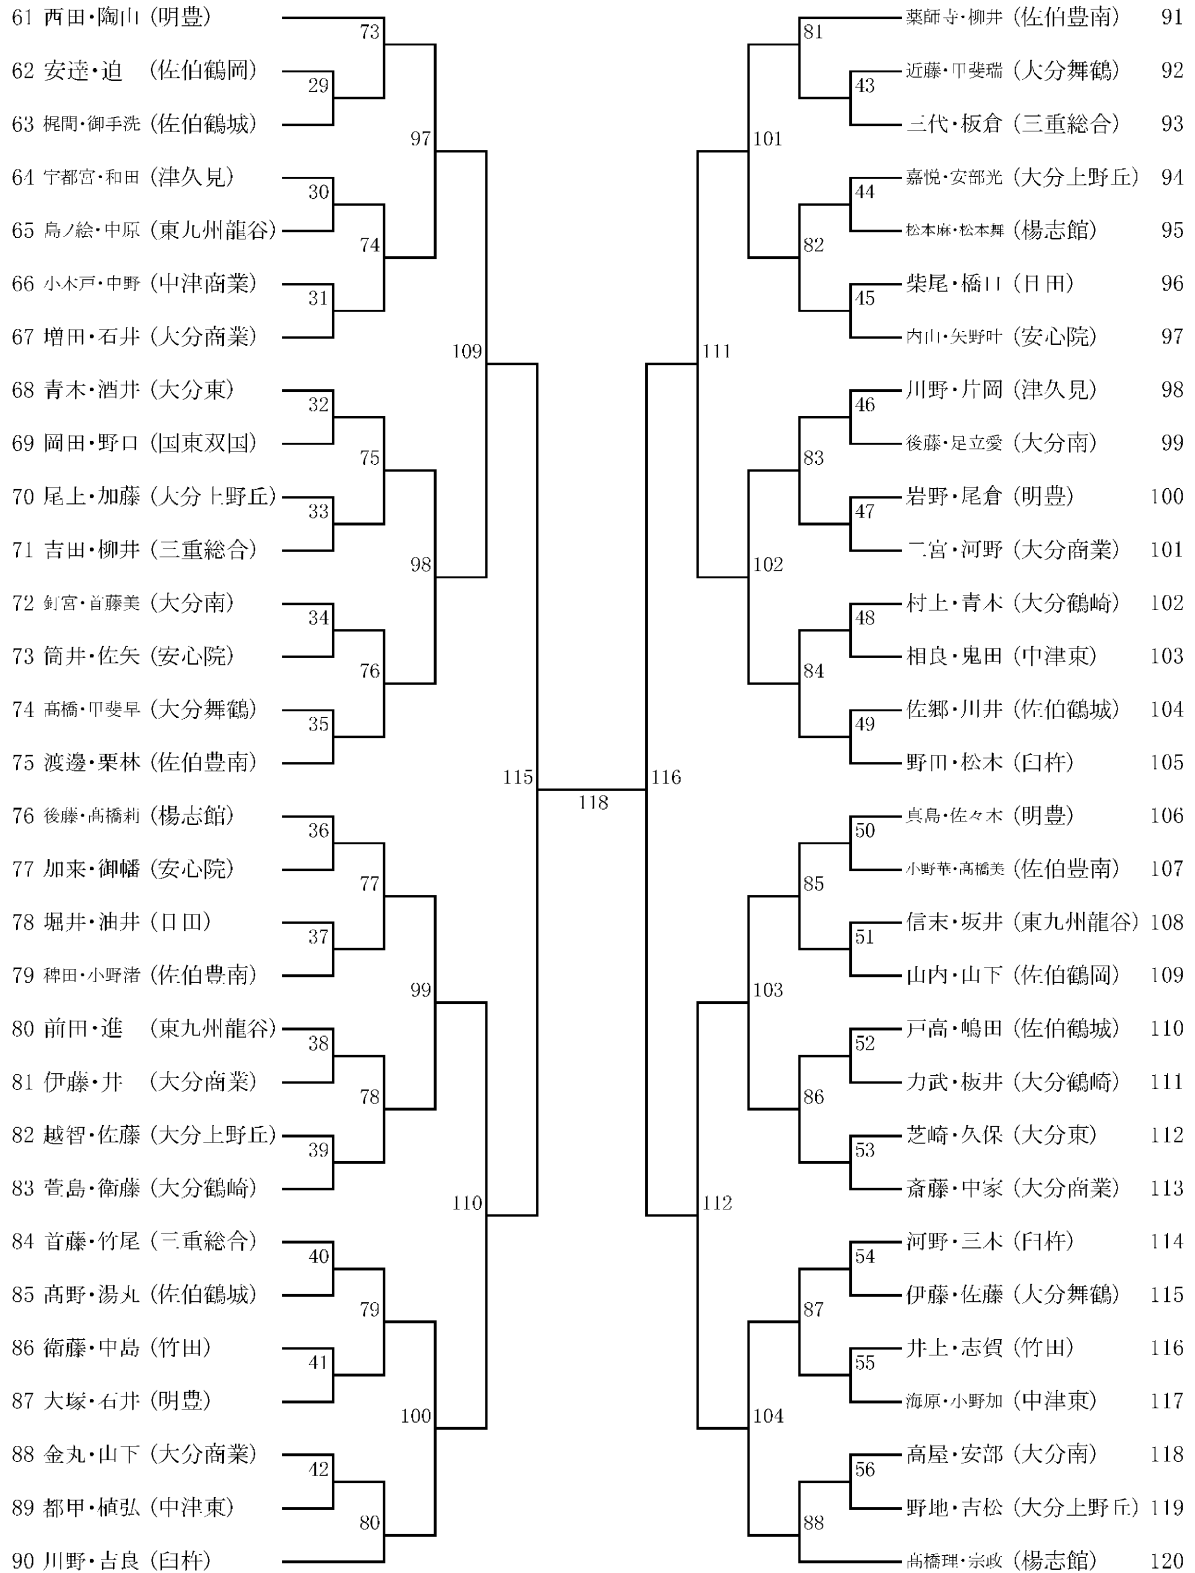 61 西田・陶山 (明豊)
62 安達・迫 (佐伯鶴岡)
63 梶間・御手洗 (佐伯鶴城)
64 宇都宮・和田 (津久見)
65 島ノ絵・中原 (東九州龍谷)
66 小木戸・中野 (中津商業)
67 増田・石井 (大分商業)
68 青木・酒井 (大分東)
69 岡田・野口 (国東双国)
70 尾上・加藤 (大分上野丘)
71 吉田・柳井 (三重総合)
72 釘宮・首藤美 (大分南)
73 筒井・佐矢 (安心院)
74 髙橋・甲斐早 (大分舞鶴)
75 渡邊・栗林 (佐伯豊南)
76 後藤・髙橋莉 (楊志館)
77 加来・御幡 (安心院)
78 堀井・油井 (日田)
79 稗田・小野渚 (佐伯豊南)
80 前田・進 (東九州龍谷)
81 伊藤・井 (大分商業)
82 越智・佐藤 (大分上野丘)
83 萱島・衛藤 (大分鶴崎)
84 首藤・竹尾 (三重総合)
85 髙野・湯丸 (佐伯鶴城)
86 衛藤・中島 (竹田)
87 大塚・石井 (明豊)
88 金丸・山下 (大分商業)
89 都甲・植弘 (中津東)
90 川野・吉良 (臼杵)
73
29
97
30
74
31
109
32
75
33
98
34
76
35
115
36
77
37
99
38
78
39
110
40
79
41
100
42
80
118
116
81
43
101
44
82
45
111
46
83
47
102
48
84
49
50
85
51
103
52
86
53
112
54
87
55
104
56
88
薬師寺・柳井 (佐伯豊南) 91
近藤・甲斐瑞 (大分舞鶴) 92
三代・板倉 (三重総合) 93
嘉悦・安部光 (大分上野丘) 94
松本麻・松本舞 (楊志館) 95
柴尾・橋口 (日田) 96
内山・矢野叶 (安心院) 97
川野・片岡 (津久見) 98
後藤・足立愛 (大分南) 99
岩野・尾倉 (明豊) 100
二宮・河野 (大分商業) 101
村上・青木 (大分鶴崎) 102
相良・鬼田 (中津東) 103
佐郷・川井 (佐伯鶴城) 104
野田・松木 (臼杵) 105
真島・佐々木 (明豊) 106
小野華・髙橋美 (佐伯豊南) 107
信末・坂井 (東九州龍谷) 108
山内・山下 (佐伯鶴岡) 109
戸高・嶋田 (佐伯鶴城) 110
力武・板井 (大分鶴崎) 111
芝崎・久保 (大分東) 112
斎藤・中家 (大分商業) 113
河野・三木 (臼杵) 114
伊藤・佐藤 (大分舞鶴) 115
井上・志賀 (竹田) 116
海原・小野加 (中津東) 117
高屋・安部 (大分南) 118
野地・吉松 (大分上野丘) 119
髙橋理・宗政 (楊志館) 120